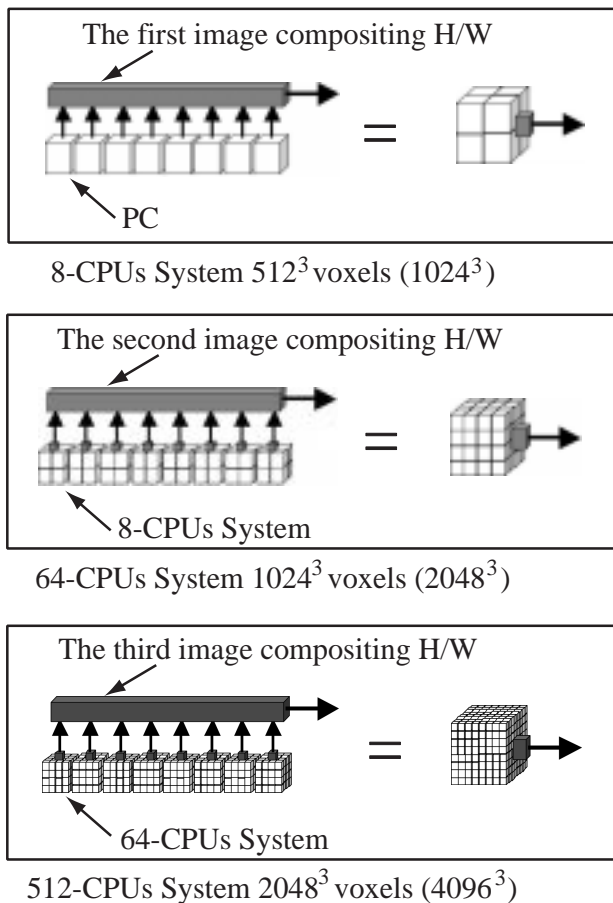 The first image compositing H/W
=
PC
8-CPUs System 512³ voxels (1024³)
The second image compositing H/W
=
8-CPUs System
64-CPUs System 1024³ voxels (2048³)
The third image compositing H/W
=
64-CPUs System
512-CPUs System 2048³ voxels (4096³)